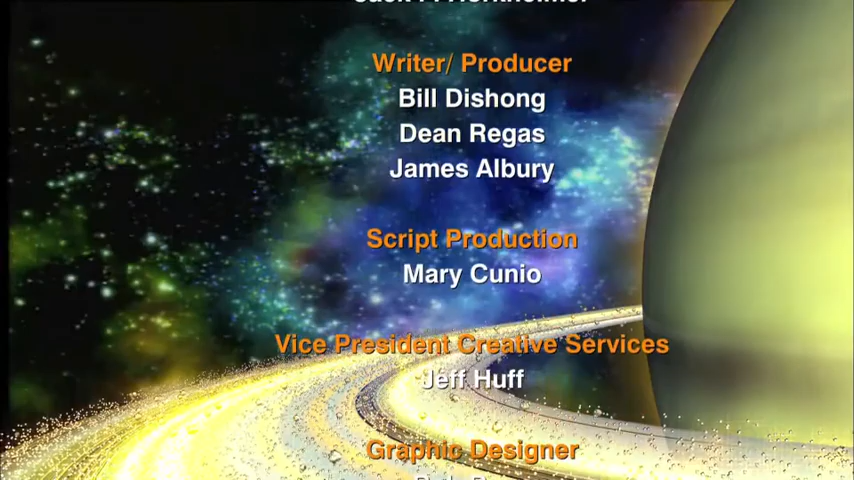 Writer/ Producer
Bill Dishong
Dean Regas
James Albury
Script Production
Mary Cunio
Vice President Creative Services
Jeff Huff
Graphic Designer